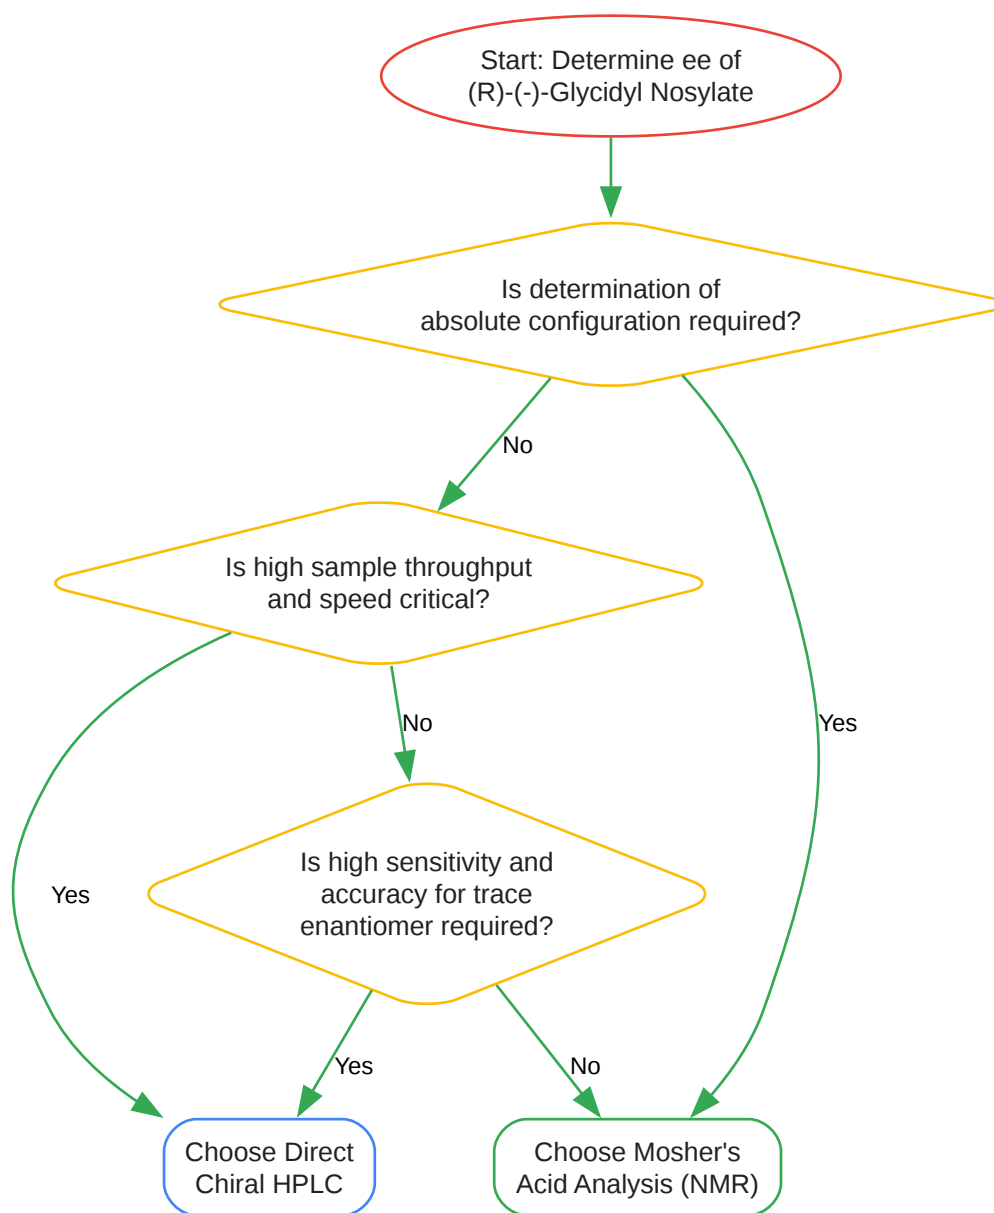 Start: Determine ee of
(R)-(-)-Glycidyl Nosylate
Is determination of
absolute configuration required?
No
Is high sample throughput
and speed critical?
No
Yes
Is high sensitivity and
accuracy for trace
enantiomer required?
Yes
Yes
No
Choose Direct
Chiral HPLC
Choose Mosher's
Acid Analysis (NMR)